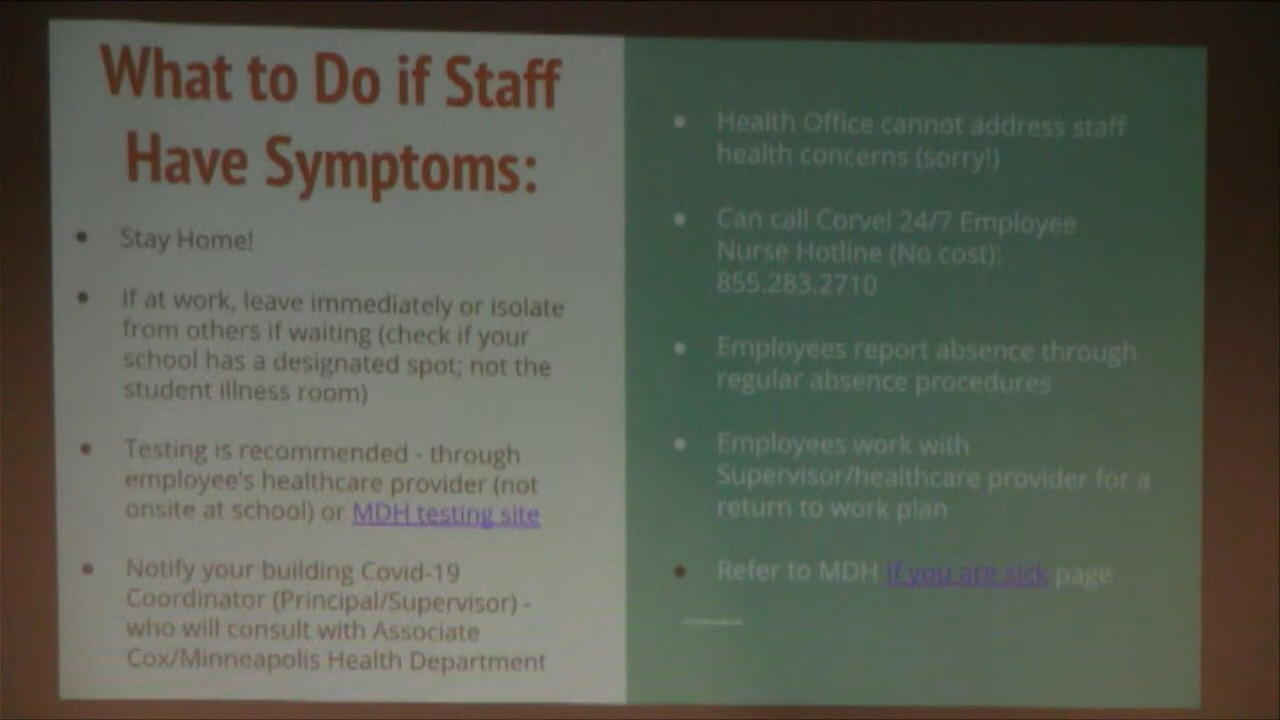 What to Do if Staff
Have Symptoms:
• Stay Home!
• If at work, leave immediately or isolate
from others if waiting (check if your
school has a designated spot; not the
student illness room)
• Testing is recommended - through
employee's healthcare provider (not
onsite at school) or MDH testing site
• Notify your building Covid-19
Coordinator (Principal/Supervisor) -
who will consult with Associate
Cox/Minneapolis Health Department
• Health Office cannot address staff
health concerns (sorry!)
• Can call Corvel 24/7 Employee
Nurse Hotline (No cost):
855.283.2710
• Employees report absence through
regular absence procedures
• Employees work with
Supervisor/healthcare provider for a
return to work plan
• Refer to MDH If you are sick page